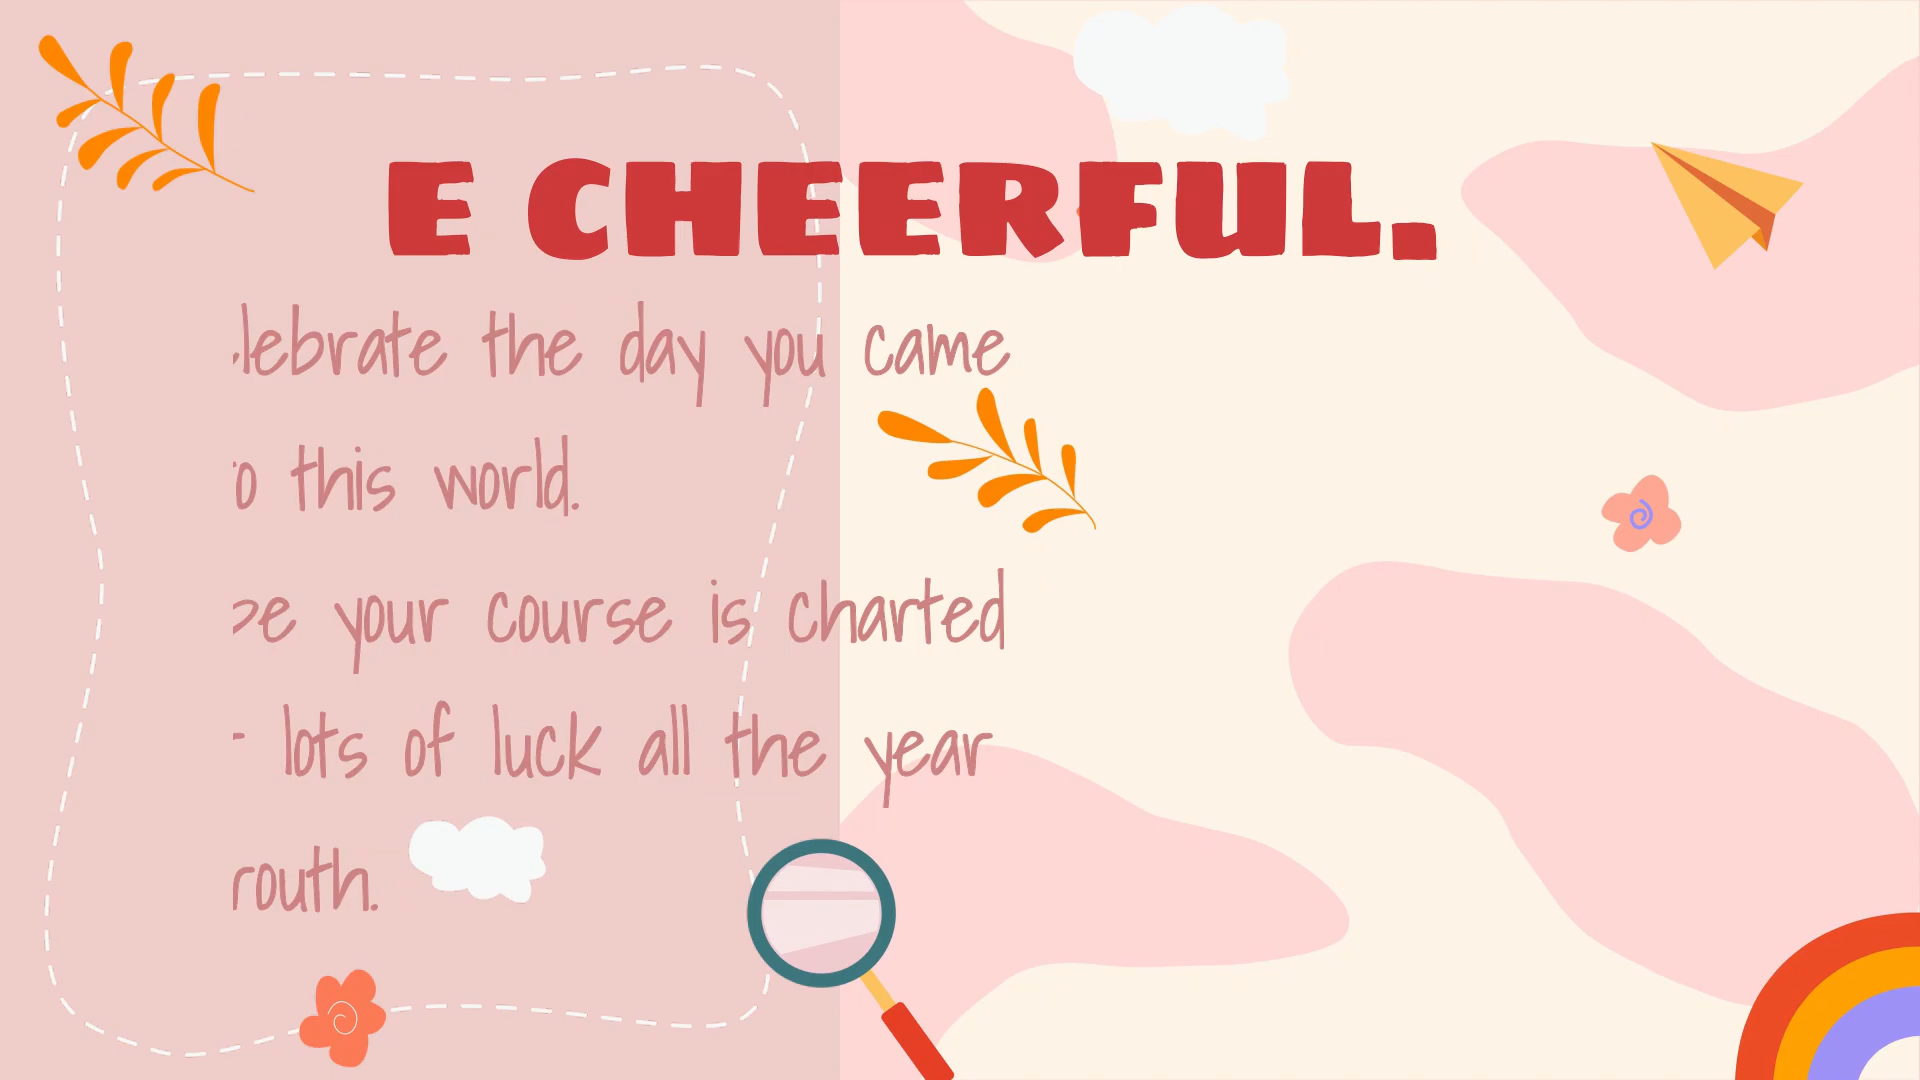 E CHEERFUL.
lebrate the day you came
o this world.
e your course is charted
lots of luck all the year
routh.